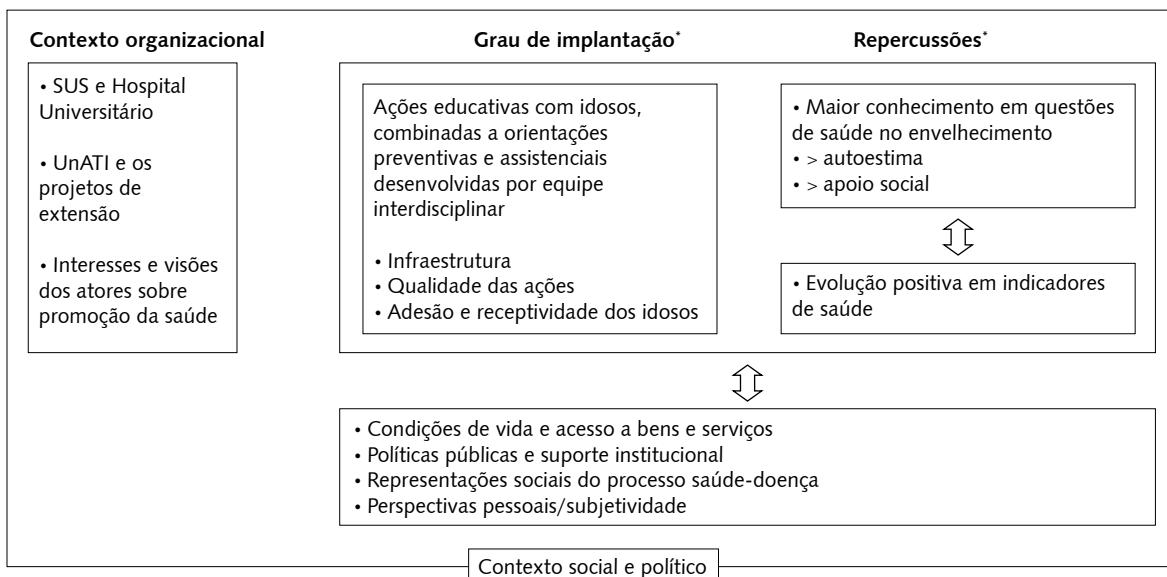 Contexto organizacional
• SUS e Hospital
Universitário
• UnATI e os
projetos de
extensão
• Interesses e visões
dos atores sobre
promoção da saúde
Grau de implantação*
Ações educativas com idosos,
combinadas a orientações
preventivas e assistenciais
desenvolvidas por equipe
interdisciplinar
• Infraestrutura
• Qualidade das ações
• Adesão e receptividade dos idosos
Repercussões*
• Maior conhecimento em questões
de saúde no envelhecimento
• > autoestima
• > apoio social
• Evolução positiva em indicadores
de saúde
• Condições de vida e acesso a bens e serviços
• Políticas públicas e suporte institucional
• Representações sociais do processo saúde-doença
• Perspectivas pessoais/subjetividade
Contexto social e político